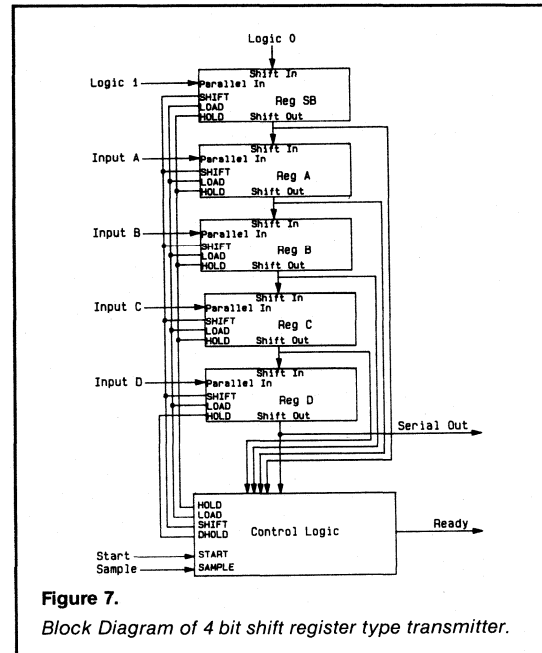 Logic 0
Shift In
Logic 1
Parallel In
Reg SB
SHIFT
LOAD
HOLD
Shift Out
Shift In
Input A
Parallel In
Reg A
SHIFT
LOAD
HOLD
Shift Out
Shift In
Input B
Parallel In
Reg B
SHIFT
LOAD
HOLD
Shift Out
Shift In
Input C
Parallel In
Reg C
SHIFT
LOAD
HOLD
Shift Out
Shift In
Input D
Parallel In
Reg D
SHIFT
LOAD
HOLD
Shift Out
Serial Out
HOLD
LOAD
SHIFT
DHOLD
Control Logic
Ready
Start
START
Sample
SAMPLE
Figure 7.
Block Diagram of 4 bit shift register type transmitter.